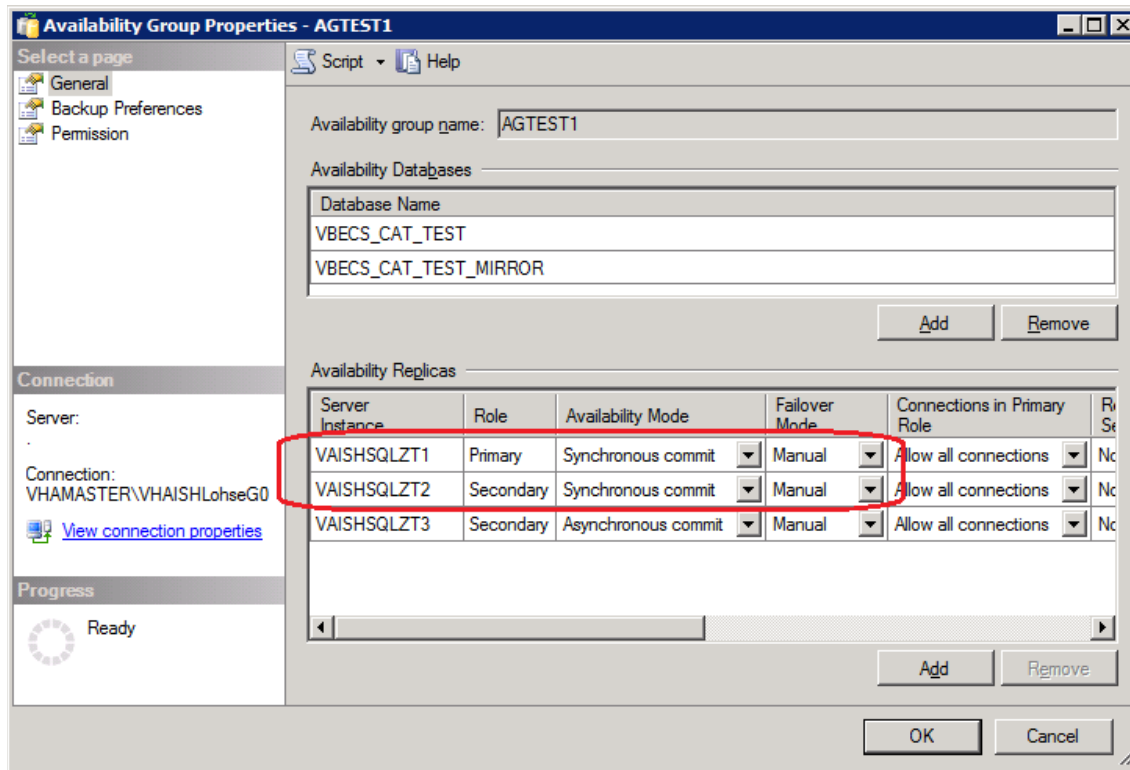 Availability Group Properties - AGTEST1
Select a page
General
Backup Preferences
Permission
Script
Help
Availability group name: AGTEST1
Availability Databases
Database Name
VBECS_CAT_TEST
VBECS_CAT_TEST_MIRROR
Add Remove
Connection
Server:
.
Connection:
VHAMASTER\VHAISHLohseG0
View connection properties
Progress
Ready
Availability Replicas
Server Instance Role Availability Mode Failover Mode Connections in Primary Role
VAISHSQLZT1 Primary Synchronous commit Manual Allow all connections
VAISHSQLZT2 Secondary Synchronous commit Manual Allow all connections
VAISHSQLZT3 Secondary Asynchronous commit Manual Allow all connections
Add Remove
OK Cancel